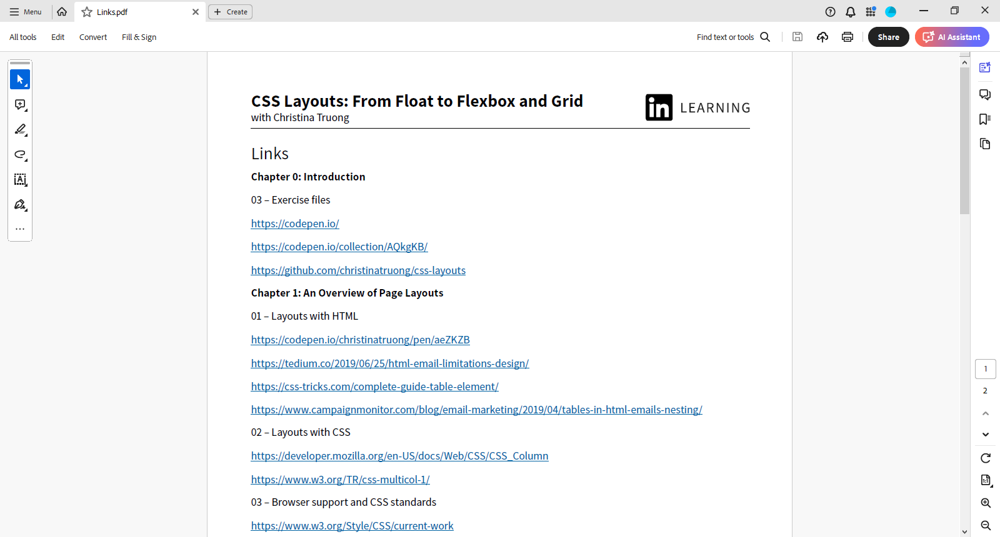 Menu
Links.pdf
Create
All tools
Edit
Convert
Fill & Sign
Find text or tools
Share
AI Assistant
CSS Layouts: From Float to Flexbox and Grid
with Christina Truong
in LEARNING
Links
Chapter 0: Introduction
03 – Exercise files
https://codepen.io/
https://codepen.io/collection/AQkgKB/
https://github.com/christinatruong/css-layouts
Chapter 1: An Overview of Page Layouts
01 – Layouts with HTML
https://codepen.io/christinatruong/pen/aeZKZB
https://tedium.co/2019/06/25/html-email-limitations-design/
https://css-tricks.com/complete-guide-table-element/
https://www.campaignmonitor.com/blog/email-marketing/2019/04/tables-in-html-emails-nesting/
02 – Layouts with CSS
https://developer.mozilla.org/en-US/docs/Web/CSS/CSS_Column
https://www.w3.org/TR/css-multicol-1/
03 – Browser support and CSS standards
https://www.w3.org/Style/CSS/current-work
1
2